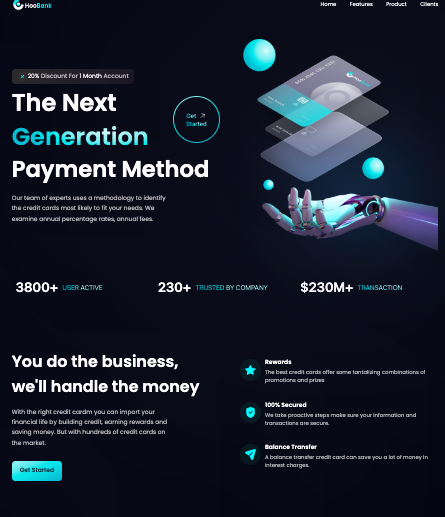 HooBank
Home Features Product Clients
20% Discount For 1 Month Account
The Next
Generation
Payment Method
Get
Started
Our team of experts uses a methodology to identify
the credit cards most likely to fit your needs. We
examine annual percentage rates, annual fees.
3800+ USER ACTIVE
230+ TRUSTED BY COMPANY
$230M+ TRANSACTION
You do the business,
we'll handle the money
With the right credit cardm you can import your
financial life by building credit, earning rewards and
saving money. But with hundreds of credit cards on
the market.
Get Started
Rewards
The best credit cards offer some tantalizing combinations of
promotions and prizes.
100% Secured
We take proactive steps make sure your information and
transactions are secure.
Balance Transfer
A balance transfer credit card can save you a lot of money in
interest charges.